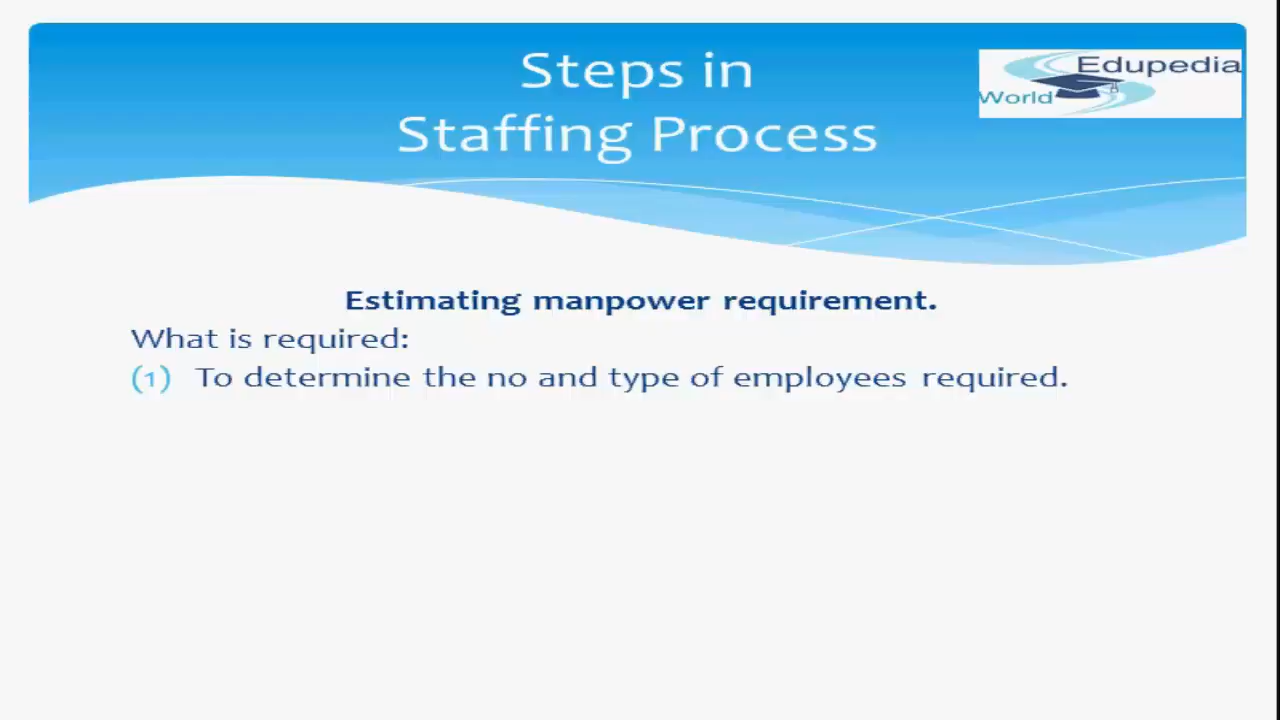 Steps in
Staffing Process
Edupedia
World
Estimating manpower requirement.
What is required:
(1) To determine the no and type of employees required.